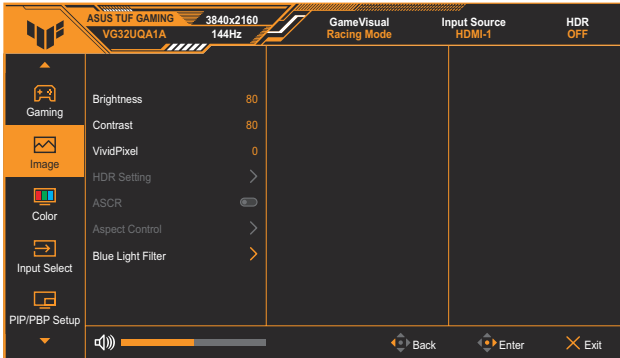 ASUS TUF GAMING
VG32UQA1A
3840x2160
144Hz
GameVisual
Racing Mode
Input Source
HDMI-1
HDR
OFF
Gaming
Image
Color
Input Select
PIP/PBP Setup
Brightness 80
Contrast 80
VividPixel 0
HDR Setting
ASCR
Aspect Control
Blue Light Filter
Back
Enter
Exit